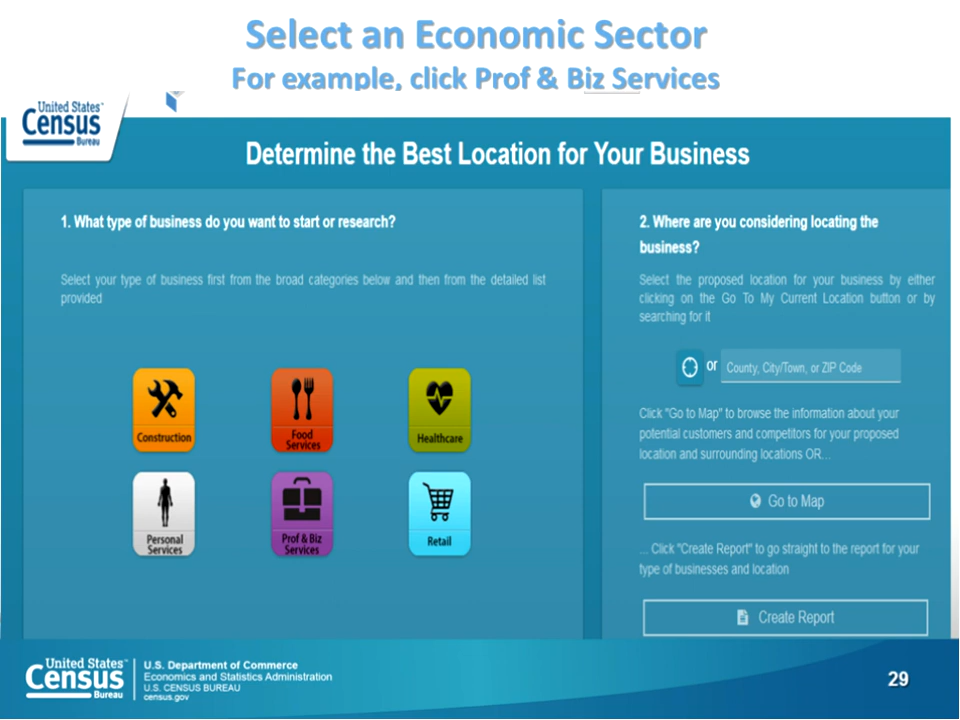 Select an Economic Sector
For example, click Prof & Biz Services
United States™
Census
Bureau
Determine the Best Location for Your Business
1. What type of business do you want to start or research?
Select your type of business first from the broad categories below and then from the detailed list
provided
Construction
Food
Services
Healthcare
Personal
Services
Prof & Biz
Services
Retail
2. Where are you considering locating the
business?
Select the proposed location for your business by either
clicking on the Go To My Current Location button or by
searching for it
or
County, City/Town, or ZIP Code
Click "Go to Map" to browse the information about your
potential customers and competitors for your proposed
location and surrounding locations OR...
Go to Map
... Click "Create Report" to go straight to the report for your
type of businesses and location
Create Report
United States™
Census
Bureau
U.S. Department of Commerce
Economics and Statistics Administration
U.S. CENSUS BUREAU
census.gov
29